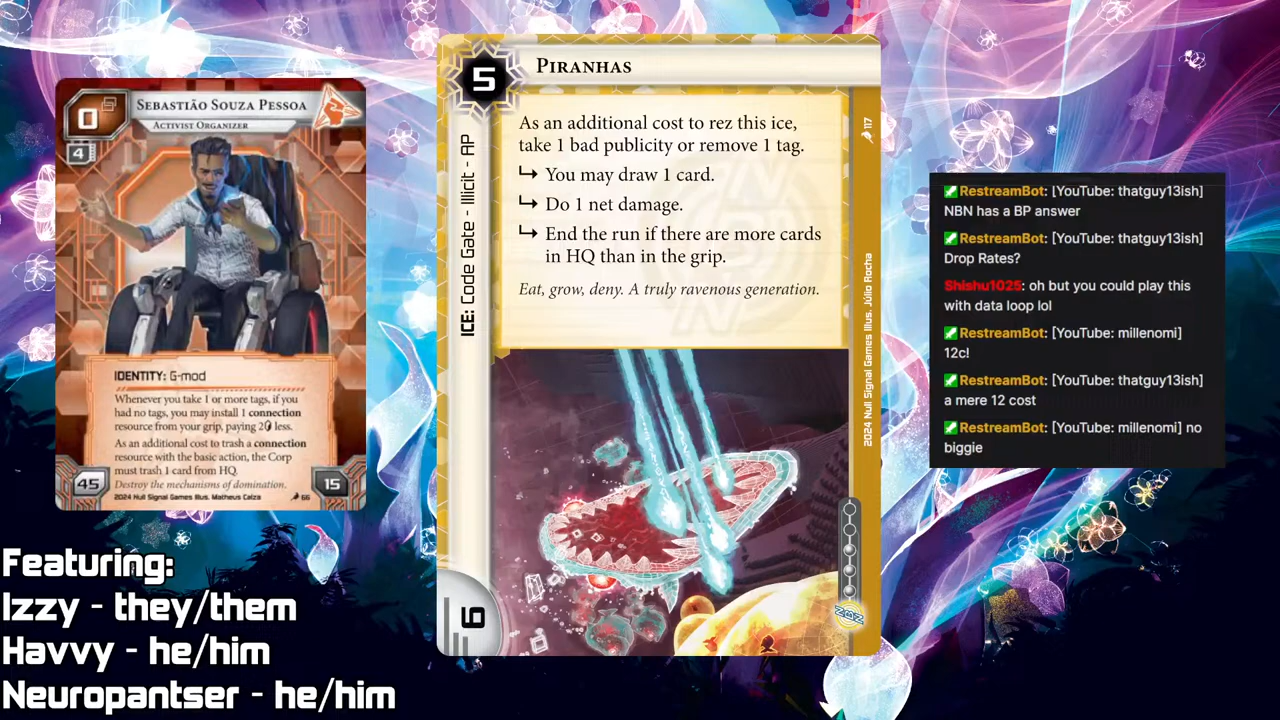 0
SEBASTIÃO SOUZA PESSOA
ACTIVIST ORGANIZER
4
IDENTITY: G-mod
Whenever you take 1 or more tags, if you
had no tags, you may install 1 connection
resource from your grip, paying 2 less.
As an additional cost to trash a connection
resource with the basic action, the Corp
must trash 1 card from HQ.
Destroy the mechanisms of domination.
45
15
2024 Null Signal Games Illus. Matheus Calza
66
5
PIRANHAS
ICE: Code Gate - Illicit - AP
As an additional cost to rez this ice,
take 1 bad publicity or remove 1 tag.
↳ You may draw 1 card.
↳ Do 1 net damage.
↳ End the run if there are more cards
in HQ than in the grip.
Eat, grow, deny. A truly ravenous generation.
117
2024 Null Signal Games Illus. Júlio Rocha
NBN
6
RestreamBot: [YouTube: thatguy13ish]
NBN has a BP answer
RestreamBot: [YouTube: thatguy13ish]
Drop Rates?
Shishu1025: oh but you could play this
with data loop lol
RestreamBot: [YouTube: millenomi]
12c!
RestreamBot: [YouTube: thatguy13ish]
a mere 12 cost
RestreamBot: [YouTube: millenomi] no
biggie
Featuring:
Izzy - they/them
Havvy - he/him
Neuropantser - he/him